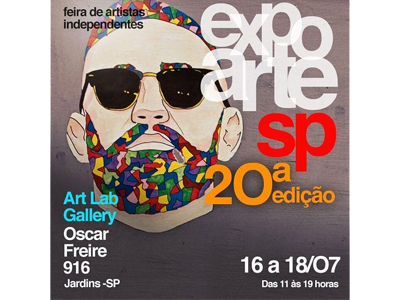 feira de artistas
independentes
expo
arte
sp
20ª
edição
Art Lab
Gallery
Oscar
Freire
916
Jardins -SP
16 a 18/07
Das 11 às 19 horas